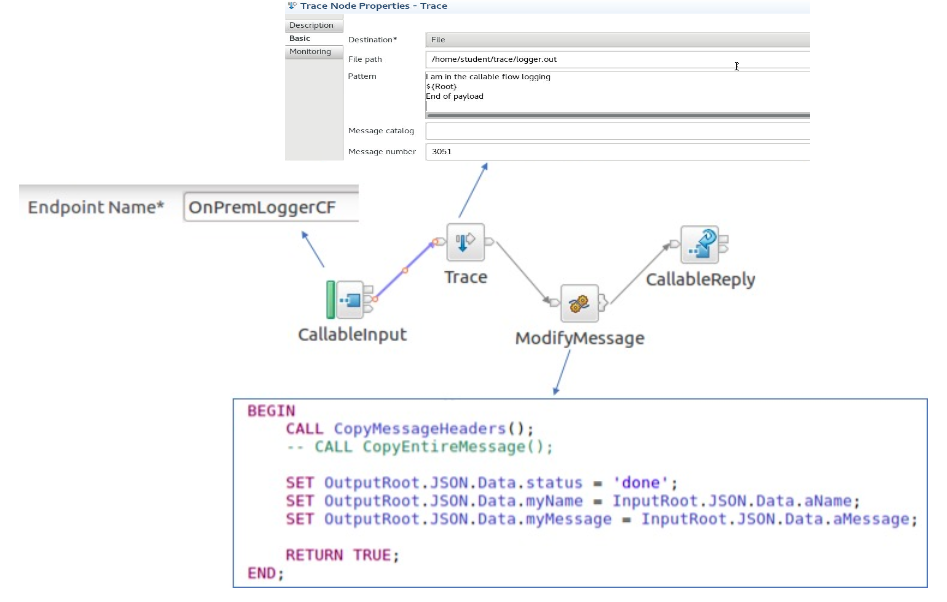 Trace Node Properties - Trace
Description
Basic
Monitoring
Destination*
File
File path
/home/student/trace/logger.out
Pattern
I am in the callable flow logging
${Root}
End of payload
Message catalog
Message number
3051
Endpoint Name*
OnPremLoggerCF
Trace
CallableReply
CallableInput
ModifyMessage
BEGIN
CALL CopyMessageHeaders();
-- CALL CopyEntireMessage();
SET OutputRoot.JSON.Data.status = 'done';
SET OutputRoot.JSON.Data.myName = InputRoot.JSON.Data.aName;
SET OutputRoot.JSON.Data.myMessage = InputRoot.JSON.Data.aMessage;
RETURN TRUE;
END;